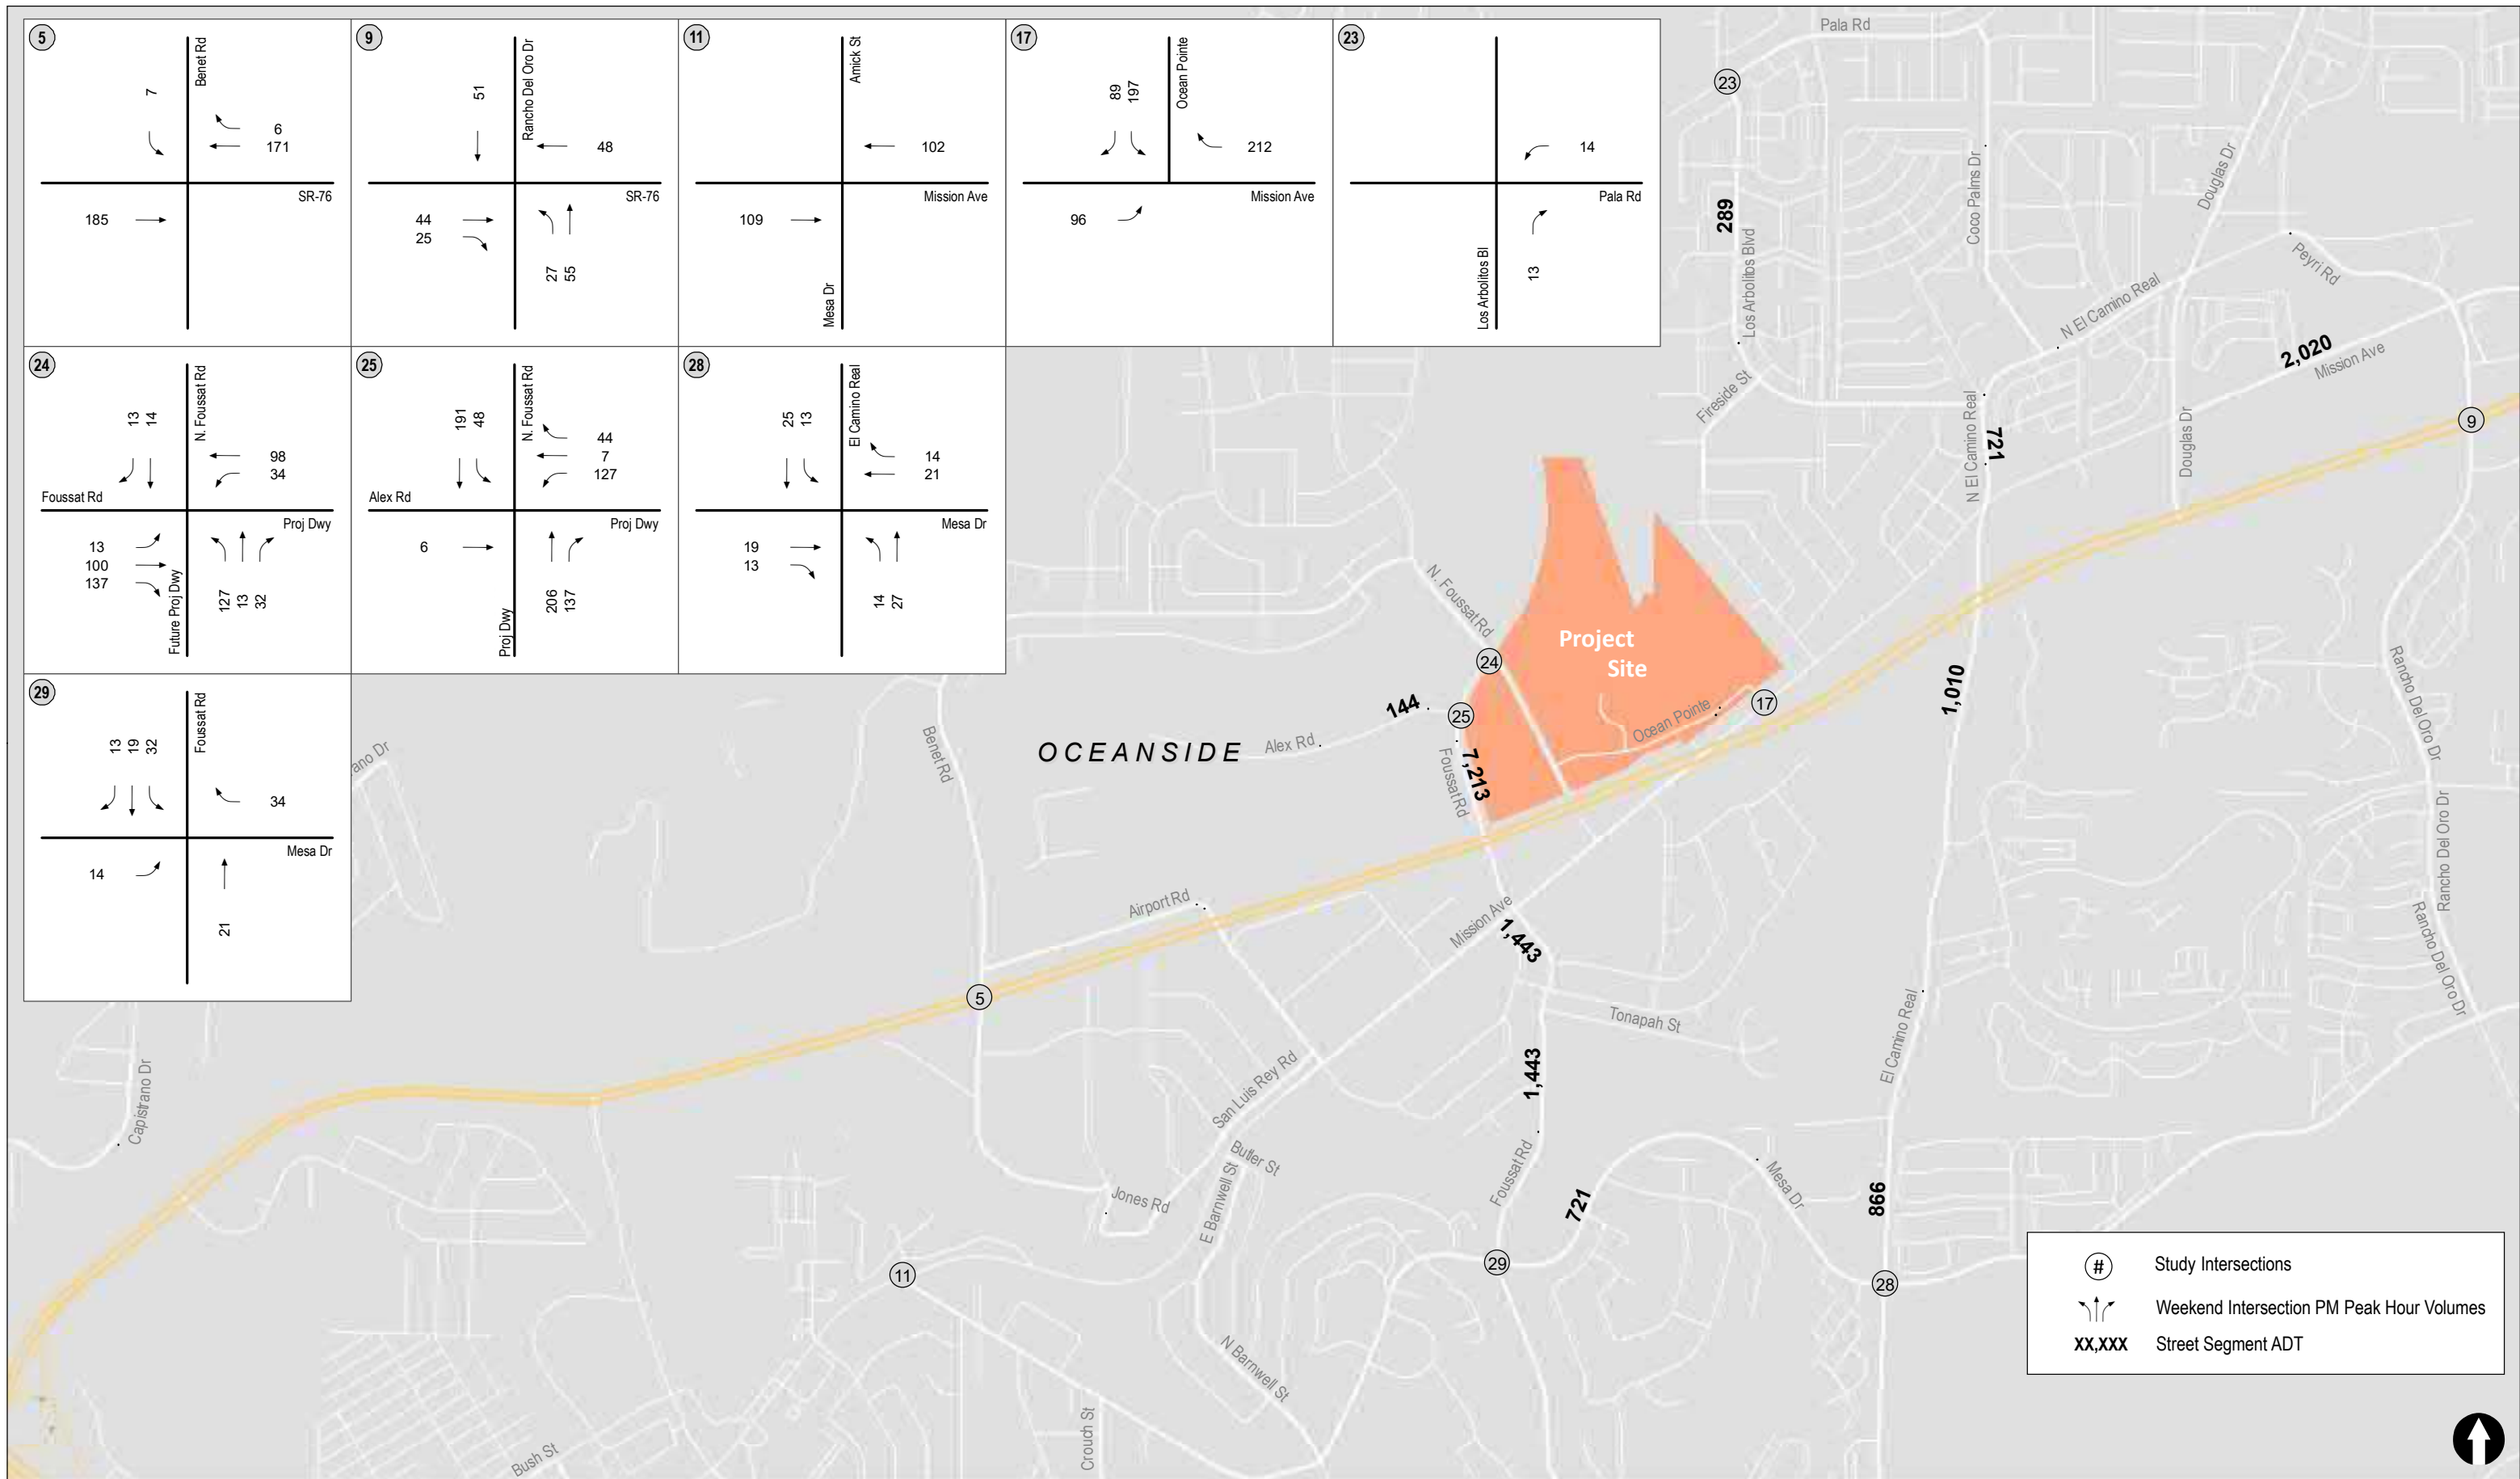 5
Benet Rd
7
6
171
SR-76
185
9
Rancho Del Oro Dr
51
48
SR-76
44
25
27
55
11
Amick St
102
Mission Ave
109
Mesa Dr
17
Ocean Pointe
89
197
212
Mission Ave
96
23
14
Pala Rd
Los Arbolitos Bl
13
24
N. Foussat Rd
13
14
98
34
Foussat Rd
Proj Dwy
13
100
137
Future Proj Dwy
127
13
32
25
N. Foussat Rd
191
48
44
7
127
Alex Rd
Proj Dwy
6
Proj Dwy
206
137
28
El Camino Real
25
13
14
21
Mesa Dr
19
13
14
27
29
Foussat Rd
13
19
32
34
Mesa Dr
14
21
Pala Rd
23
289
Los Arbolitos Blvd
Coco Palms Dr
Douglas Dr
Peyri Rd
N El Camino Real
2,020
Mission Ave
Fireside St
N El Camino Real
721
Douglas Dr
9
N. Foussat Rd
Project
Site
24
17
Ocean Pointe
144
25
Alex Rd
OCEANSIDE
7,213
Foussat Rd
Benet Rd
ano Dr
1,010
Rancho Del Oro Dr
Rancho Del Oro Dr
Rancho Del Oro Dr
Airport Rd
Mission Ave
1,443
5
Tonapah St
El Camino Real
Capistrano Dr
San Luis Rey Rd
1,443
Butler St
E Barnwell St
Jones Rd
Foussat Rd
721
Mesa Dr
866
11
29
28
N Barnwell St
Crouch St
Bush St
#
Study Intersections
Weekend Intersection PM Peak Hour Volumes
XX,XXX
Street Segment ADT